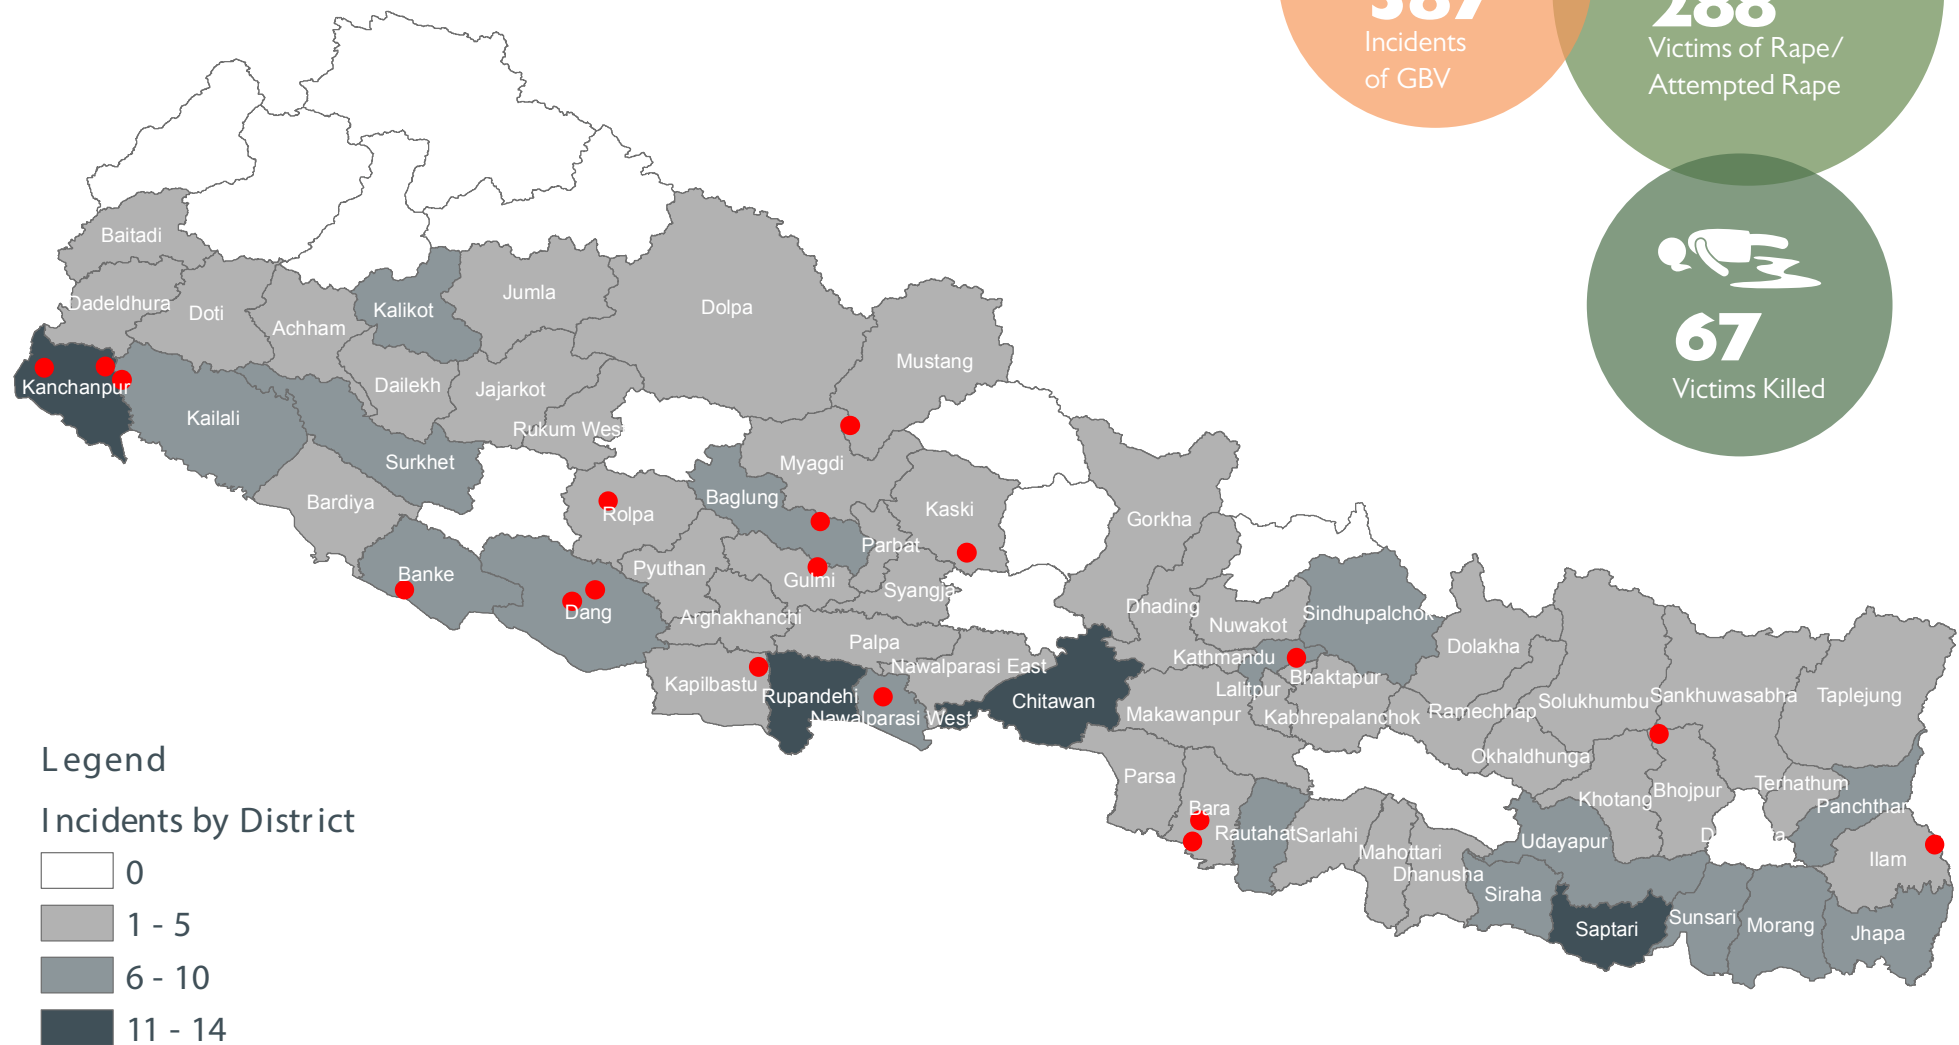 387
Incidents
of GBV
288
Victims of Rape/
Attempted Rape
67
Victims Killed
Baitadi
Dadeldhura
Doti
Achham
Kalikot
Jumla
Dolpa
Mustang
Kanchanpur
Kailali
Dailekh
Jajarkot
Rukum Wes
Surkhet
Bardiya
Myagdi
Baglung
Rolpa
Kaski
Gorkha
Parbat
Banke
Dang
Pyuthan
Gulmi
Syangja
Arghakhanchi
Palpa
Dhading
Nuwakot
Sindhupalchok
Kathmandu
Bhaktapur
Lalitpur
Dolakha
Kapilbastu
Rupandehi
Nawalparasi East
Nawalparasi West
Chitawan
Makawanpur
Kabhrepalanchok
Ramechhap
Solukhumbu
Sankhuwasabha
Taplejung
Okhaldhunga
Parsa
Bara
Rautahat
Sarlahi
Mahottari
Dhanusha
Khotang
Bhojpur
Terhathum
Panchthar
Udayapur
Siraha
Saptari
Sunsari
Morang
Ilam
Jhapa
Legend
Incidents by District
0
1 - 5
6 - 10
11 - 14